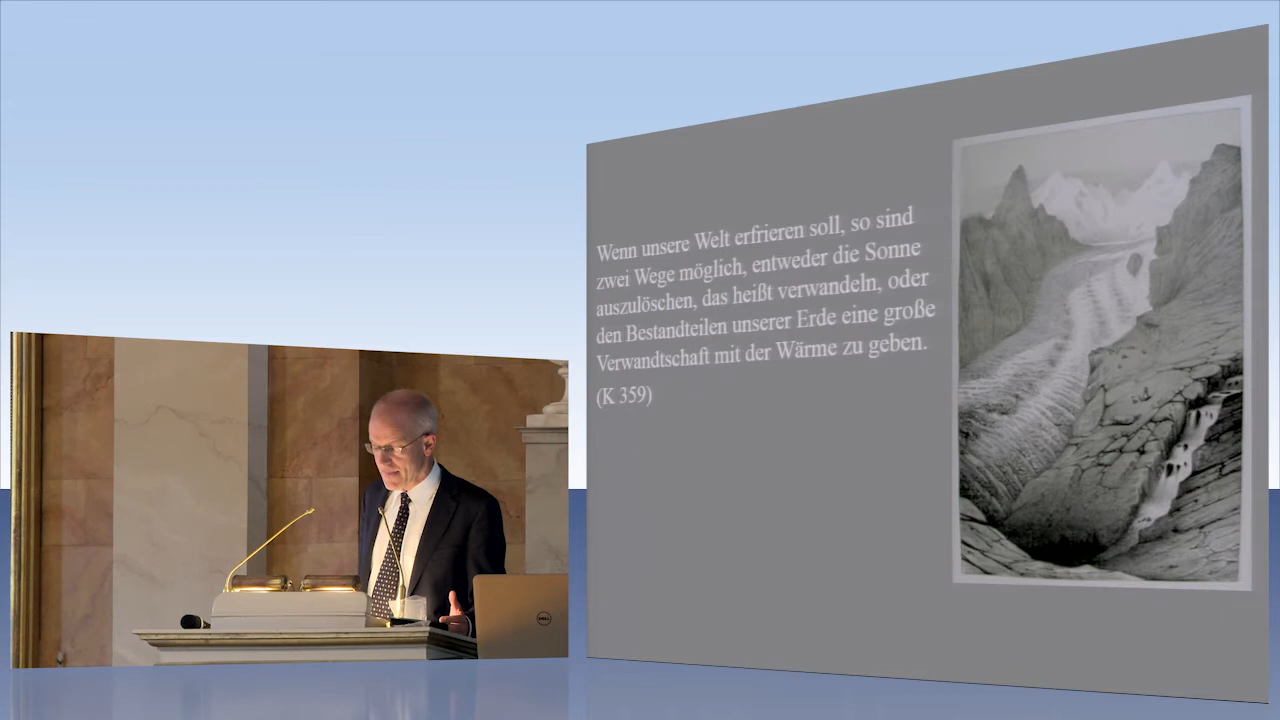 Wenn unsere Welt erfrieren soll, so sind
zwei Wege möglich, entweder die Sonne
auszulöschen, das heißt verwandeln, oder
den Bestandteilen unserer Erde eine große
Verwandtschaft mit der Wärme zu geben.
(K 359)
DELL